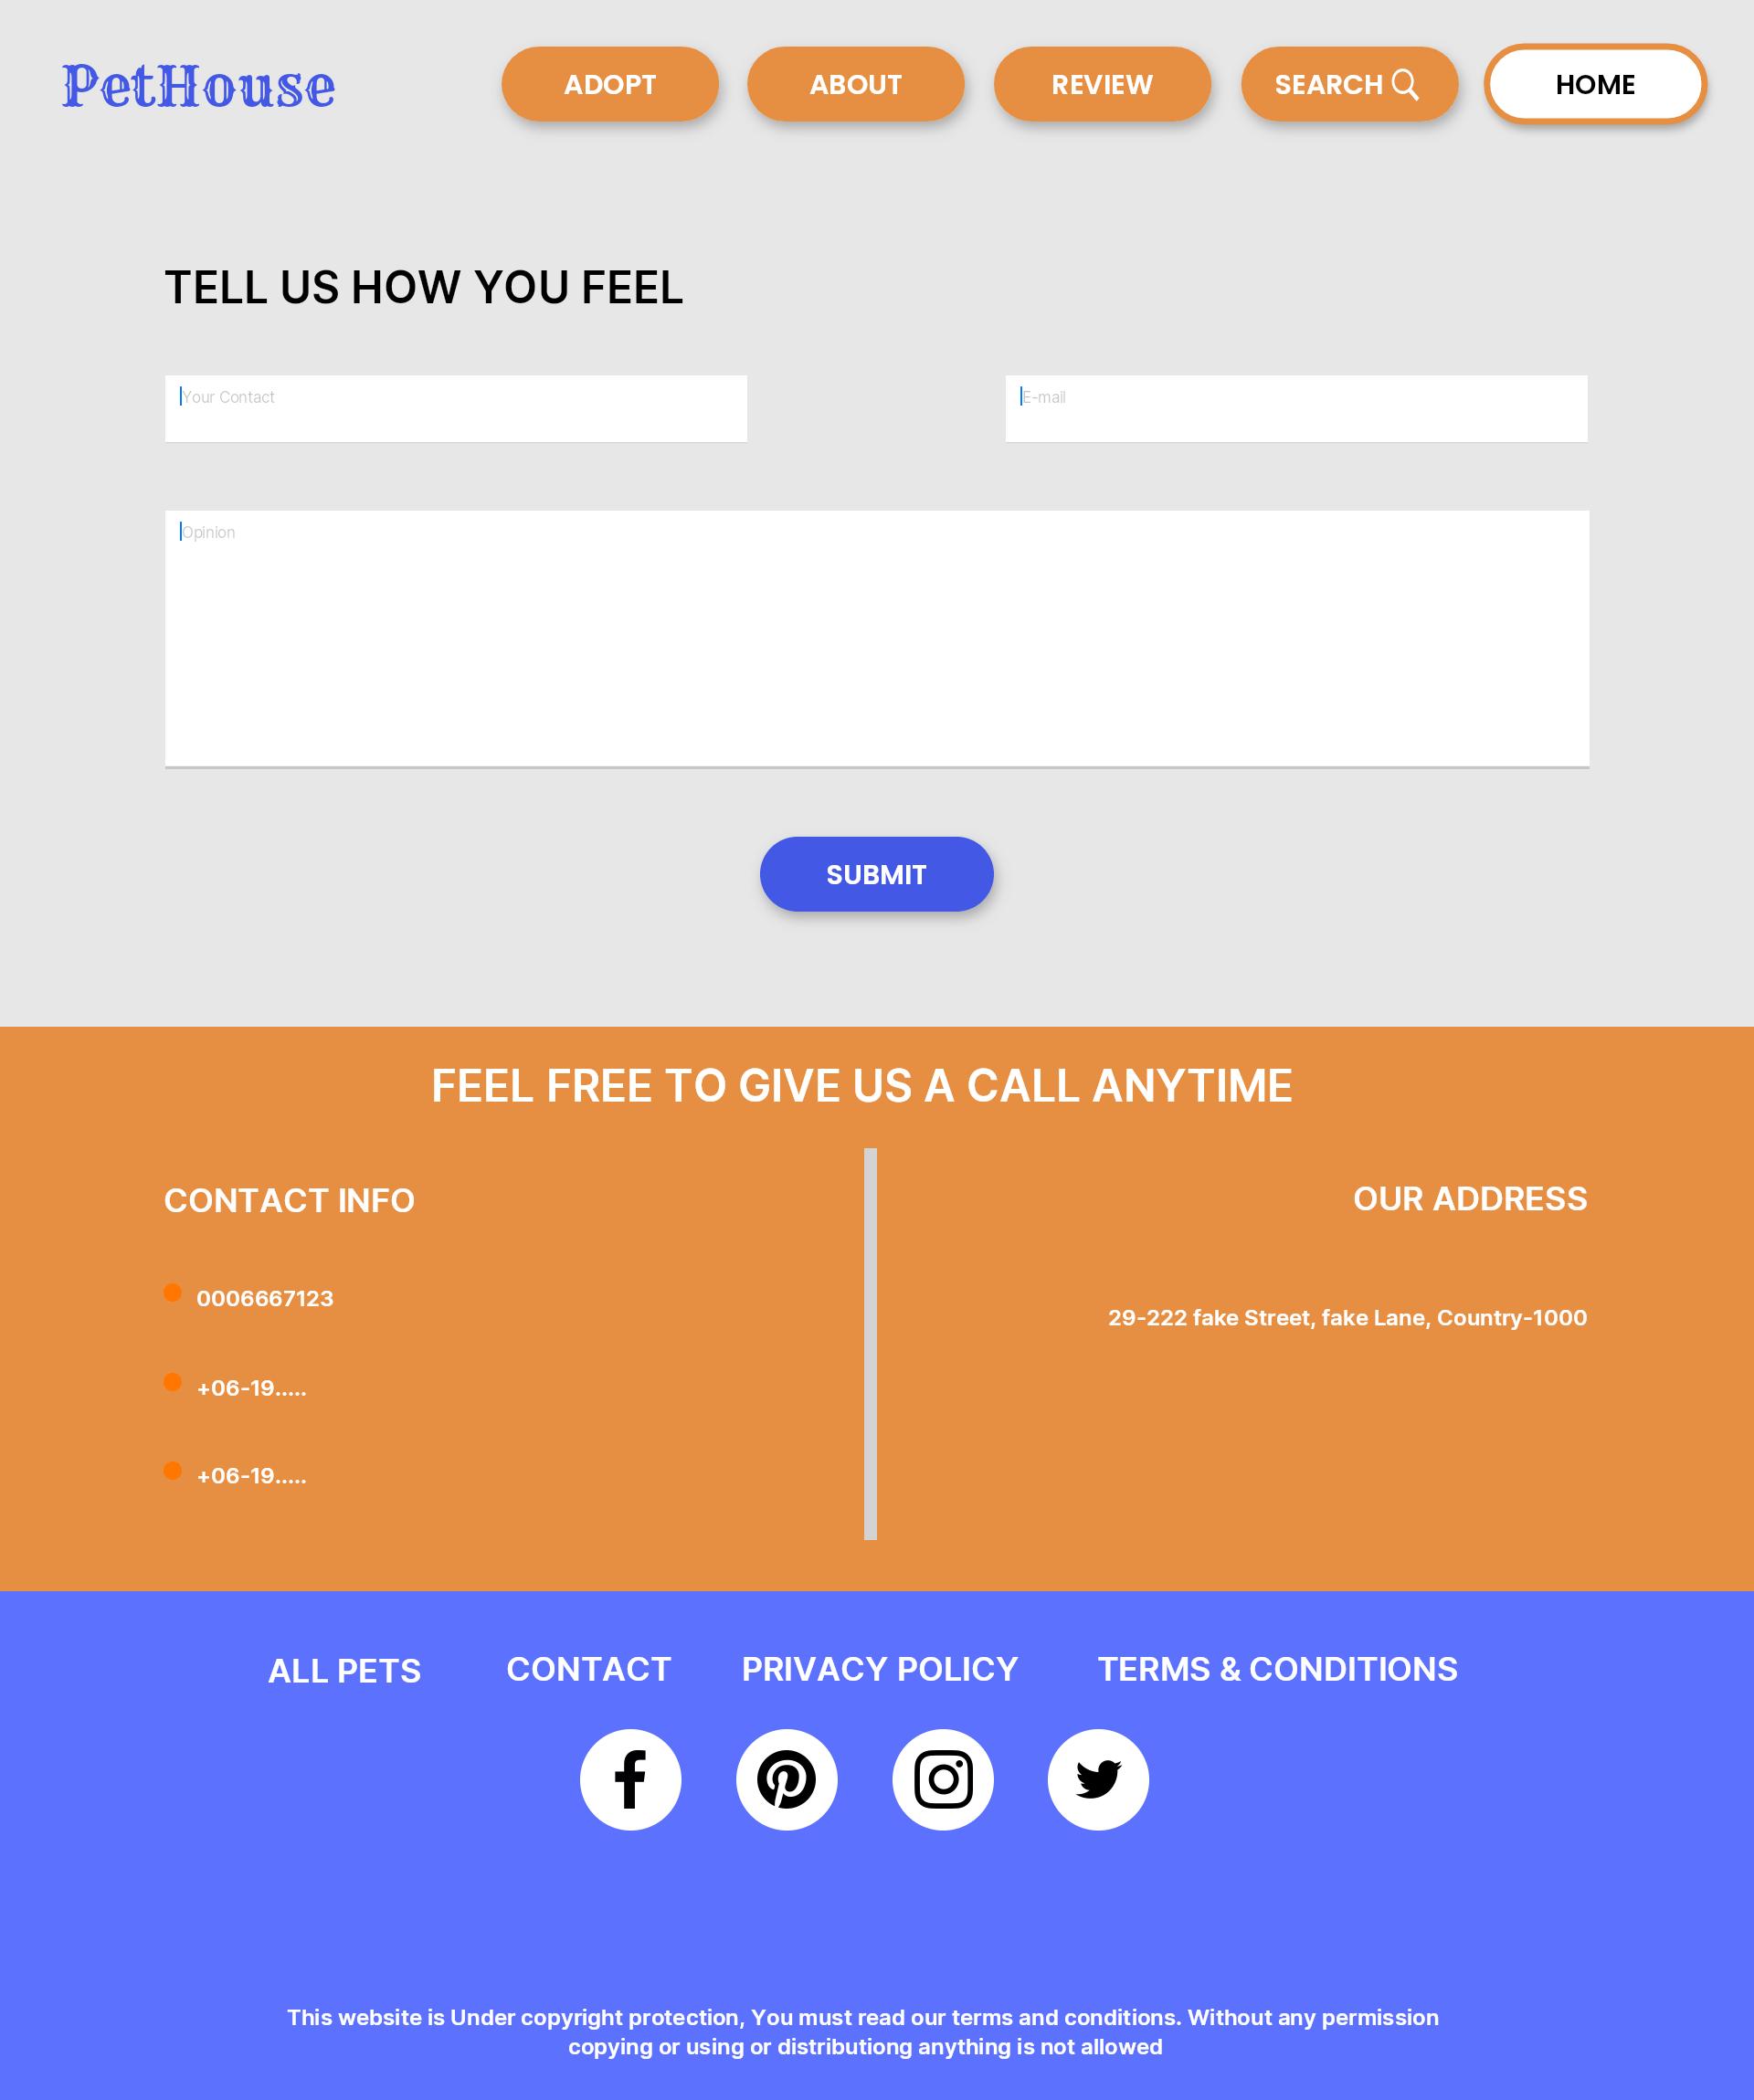 PetHouse
ADOPT
ABOUT
REVIEW
SEARCH
HOME
TELL US HOW YOU FEEL
Your Contact
E-mail
Opinion
SUBMIT
FEEL FREE TO GIVE US A CALL ANYTIME
CONTACT INFO
OUR ADDRESS
0006667123
29-222 fake Street, fake Lane, Country-1000
+06-19.....
+06-19.....
ALL PETS
CONTACT
PRIVACY POLICY
TERMS & CONDITIONS
This website is Under copyright protection, You must read our terms and conditions. Without any permission
copying or using or distributiong anything is not allowed